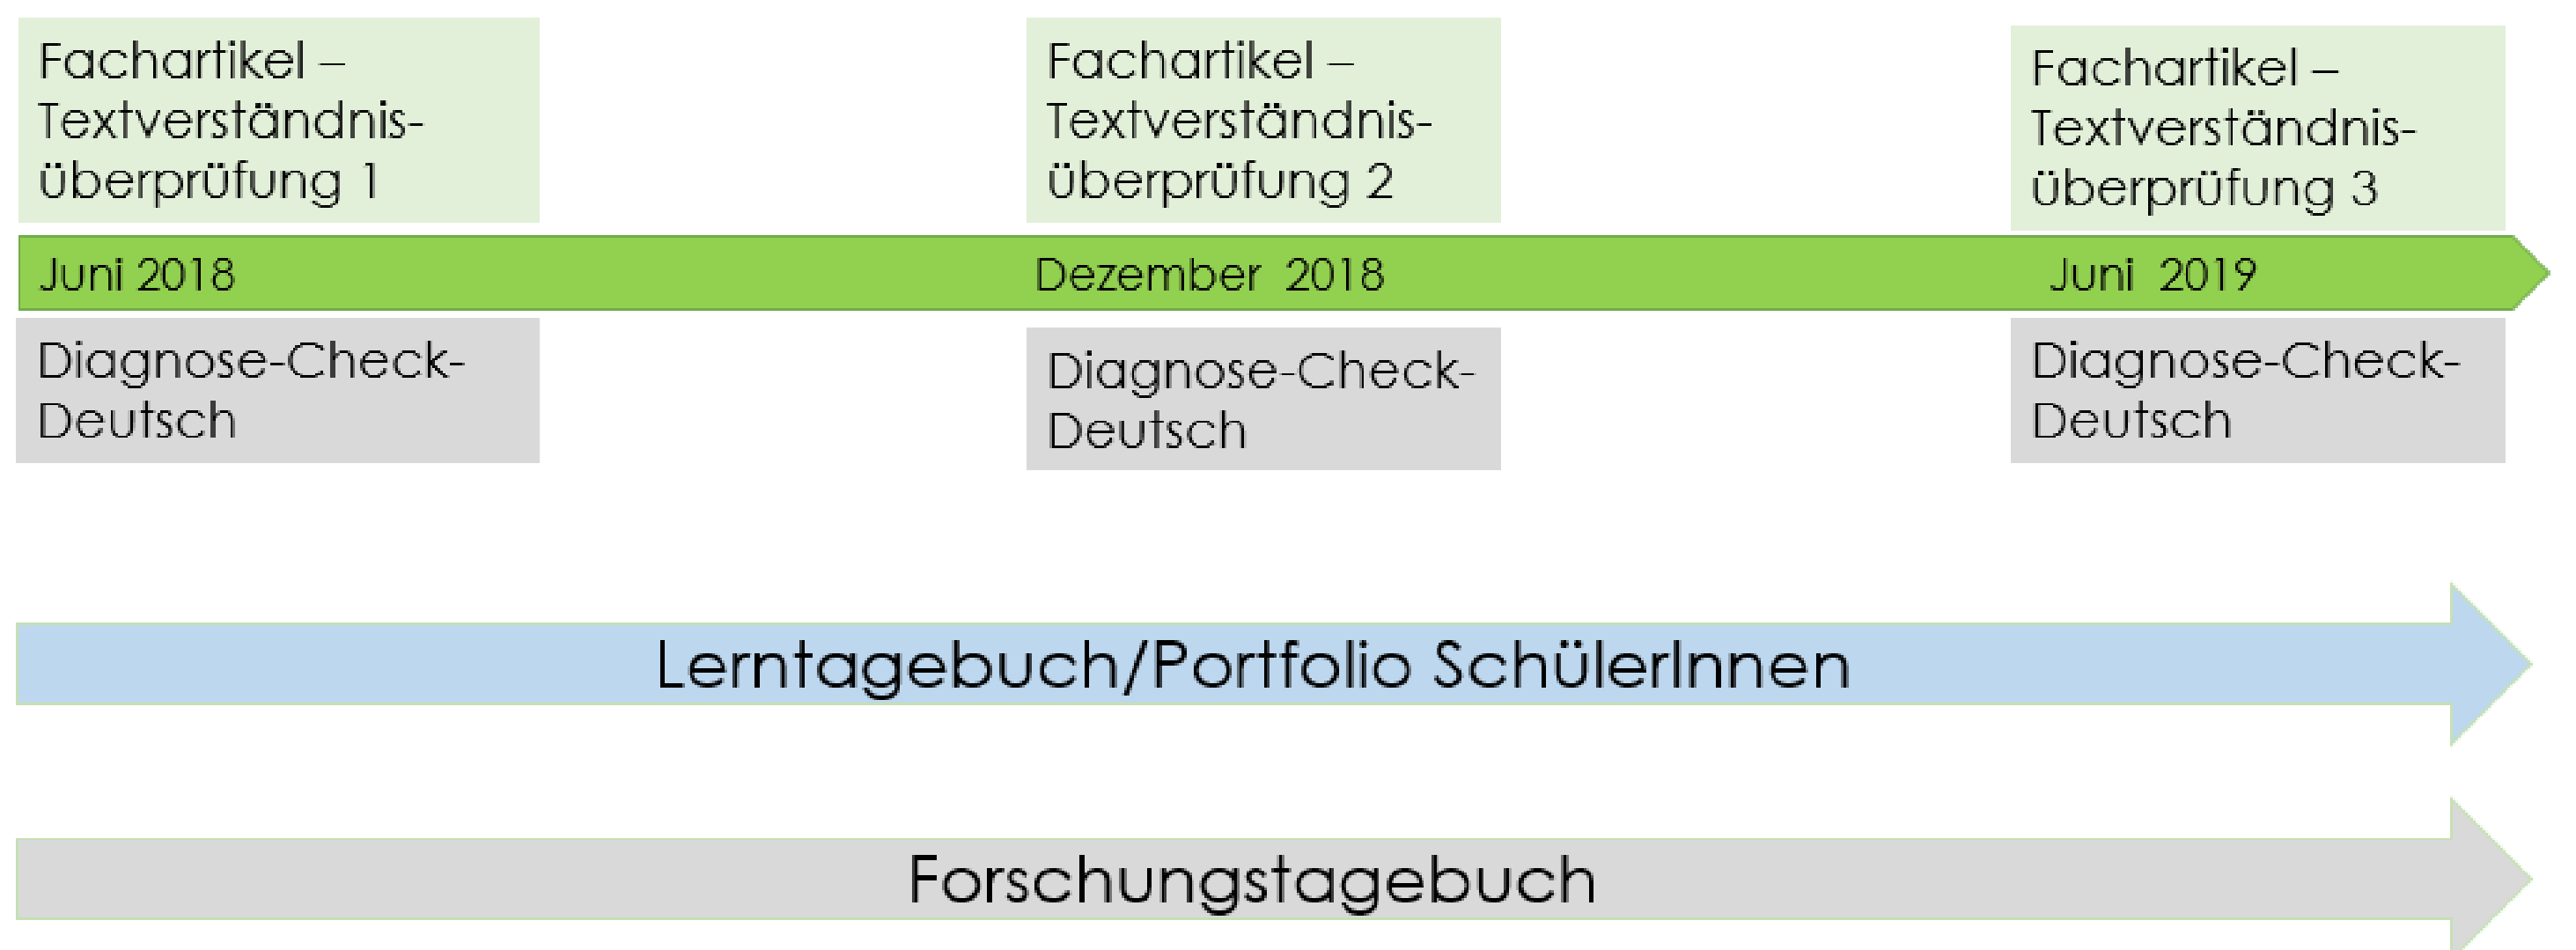 Fachartikel –
Textverständnis-
überprüfung 1
Fachartikel –
Textverständnis-
überprüfung 2
Fachartikel –
Textverständnis-
überprüfung 3
Juni 2018
Dezember 2018
Juni 2019
Diagnose-Check-
Deutsch
Diagnose-Check-
Deutsch
Diagnose-Check-
Deutsch
Lerntagebuch/Portfolio SchülerInnen
Forschungstagebuch